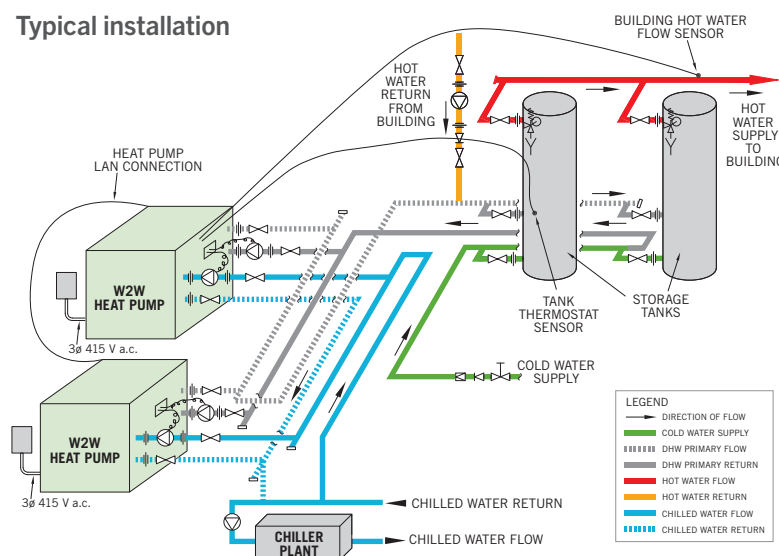 Typical installation
BUILDING HOT WATER
FLOW SENSOR
HOT
WATER
RETURN
FROM
BUILDING
HOT
WATER
SUPPLY
TO
BUILDING
HEAT PUMP
LAN CONNECTION
W2W
HEAT PUMP
3ø 415 V a.c.
TANK
THERMOSTAT
SENSOR
STORAGE
TANKS
COLD WATER
SUPPLY
W2W
HEAT PUMP
3ø 415 V a.c.
CHILLED WATER RETURN
CHILLER
PLANT
CHILLED WATER FLOW
LEGEND
DIRECTION OF FLOW
COLD WATER SUPPLY
DHW PRIMARY FLOW
DHW PRIMARY RETURN
HOT WATER FLOW
HOT WATER RETURN
CHILLED WATER FLOW
CHILLED WATER RETURN